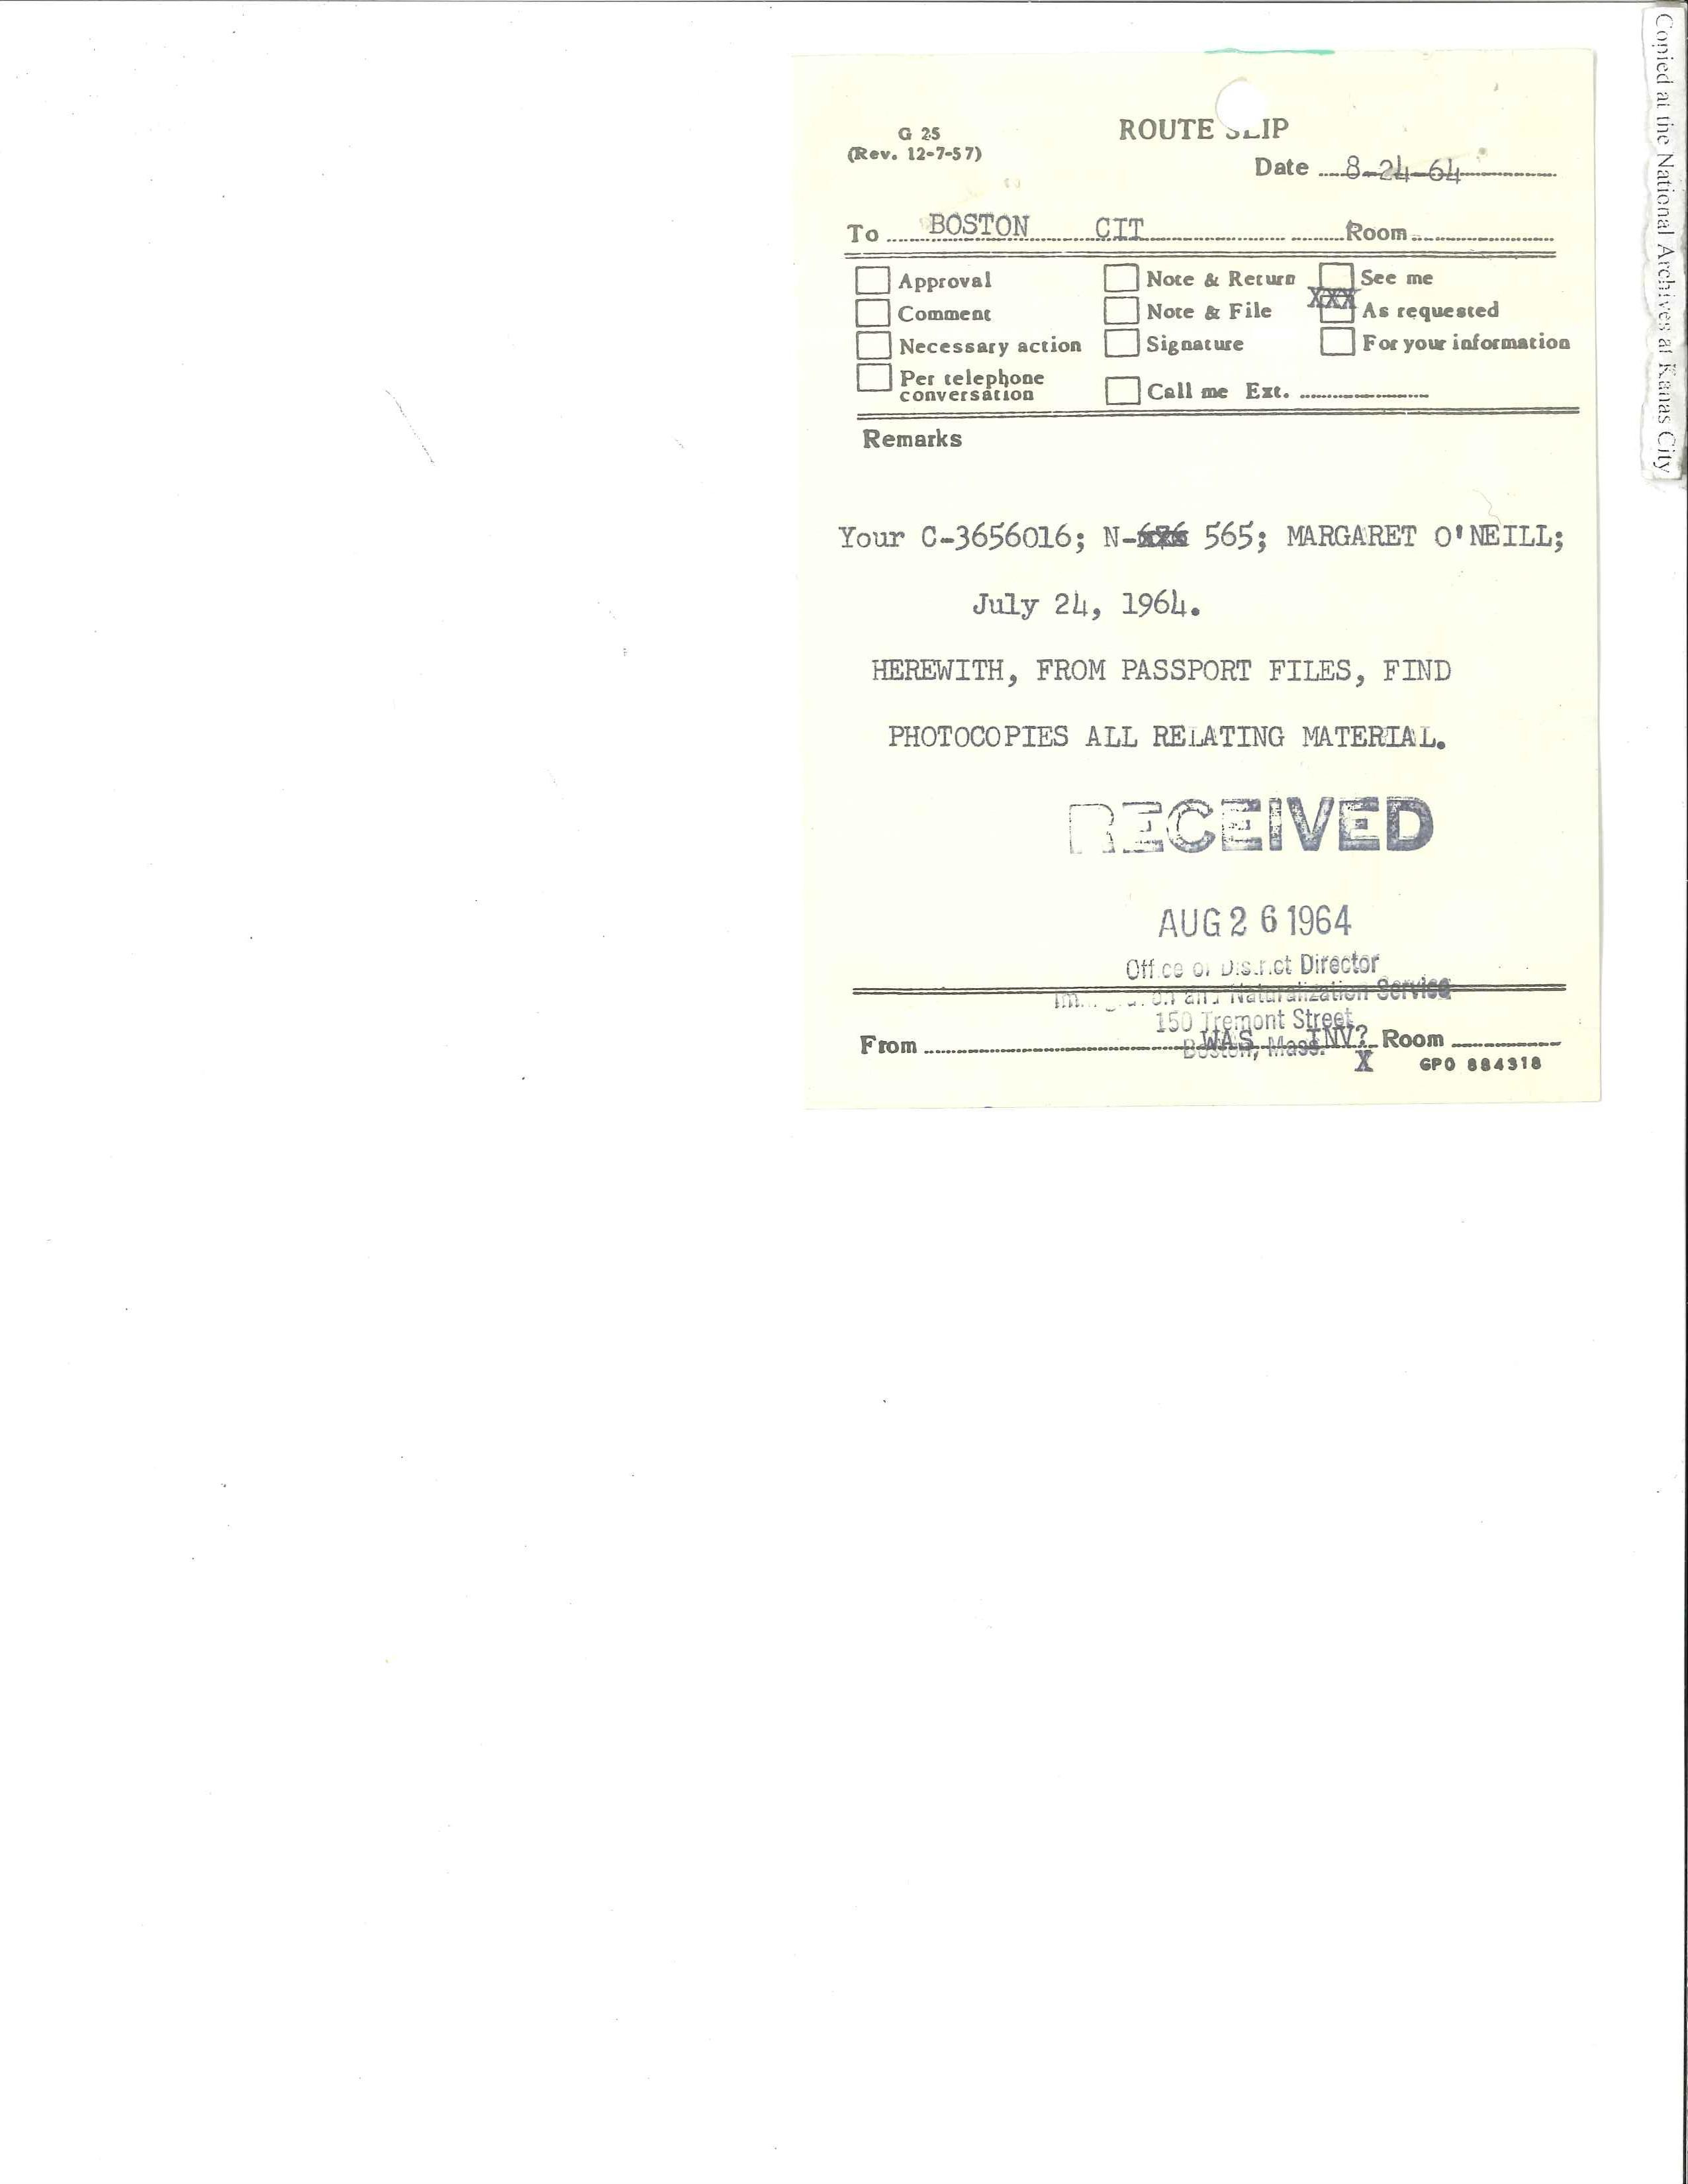 G 25
(Rev. 12-7-57)
ROUTE SLIP
Date 8-24-64
To BOSTON CIT Room
Approval
Note & Return
See me
Comment
Note & File
XXX As requested
Necessary action
Signature
For your information
Per telephone
conversation
Call me Ext.
Remarks
Your C-3656016; N- 565; MARGARET O'NEILL;
July 24, 1964.
HEREWITH, FROM PASSPORT FILES, FIND
PHOTOCOPIES ALL RELATING MATERIAL.
RECEIVED
AUG 26 1964
Office of District Director
Immigration and Naturalization Service
150 Tremont Street
Boston, Mass.
From WAS INV? Room
X
GPO 884318
Copied at the National Archives at Kanas City